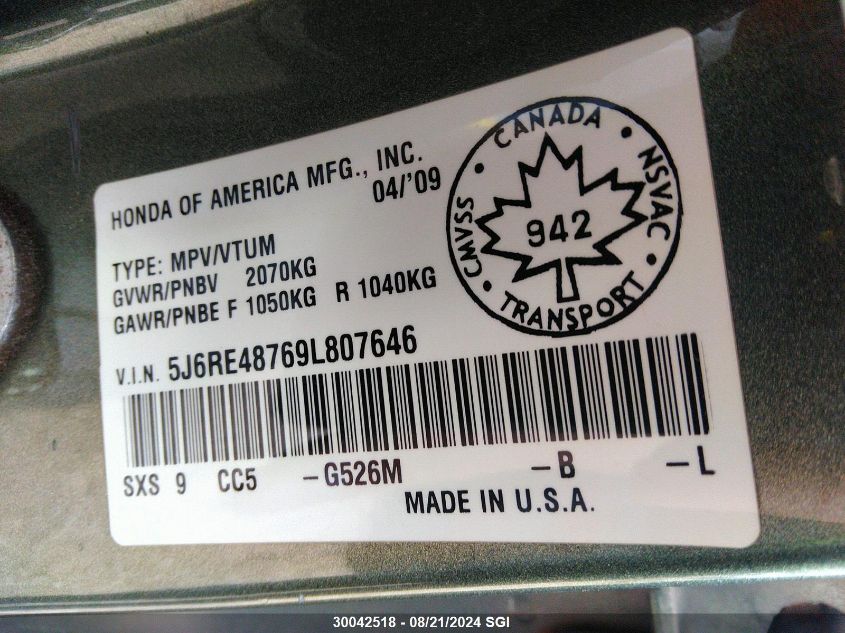 HONDA OF AMERICA MFG., INC.
04/'09
TYPE: MPV/VTUM
GVWR/PNBV 2070KG
GAWR/PNBE F 1050KG R 1040KG
V.I.N. 5J6RE48769L807646
SXS 9 CC5 -G526M -B -L
MADE IN U.S.A.
CANADA
CMVSS • NSVAC
942
TRANSPORT
30042518 - 08/21/2024 SGI